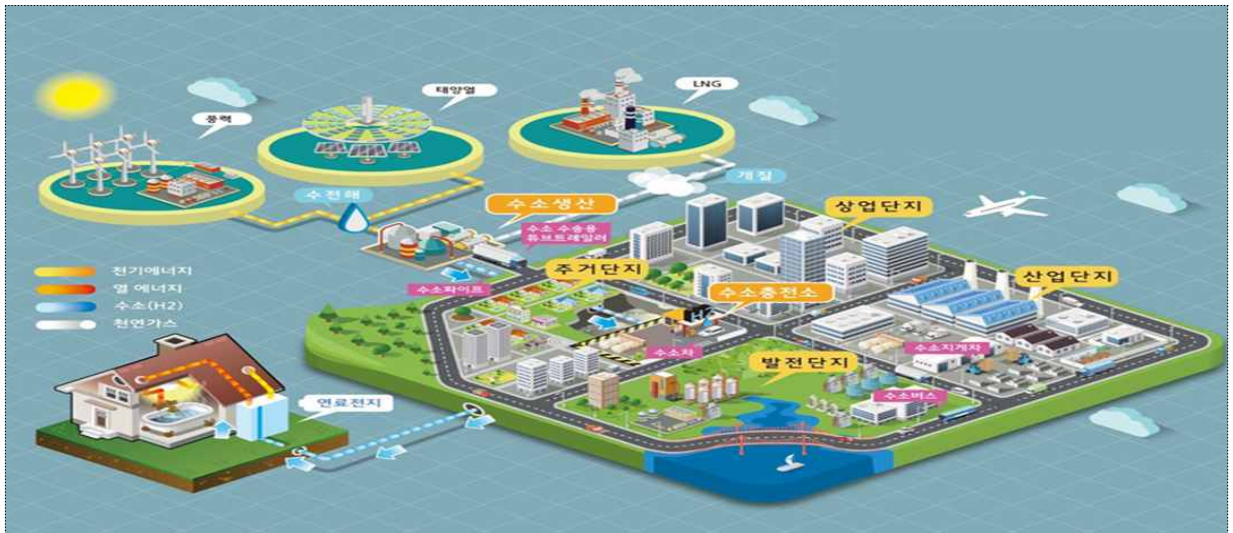 LNG
태양열
풍력
개질
수전해
수소생산
수소 수송용
튜브트레일러
상업단지
주거단지
산업단지
전기에너지
열 에너지
수소(H2)
천연가스
수소파이프
수소충전소
H2
수소차
수소지게차
발전단지
수소버스
연료전지